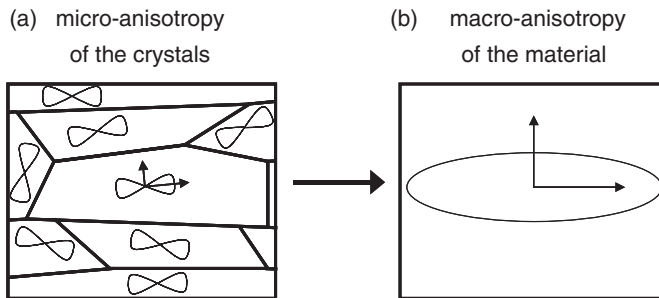 (a) micro-anisotropy
of the crystals
(b) macro-anisotropy
of the material